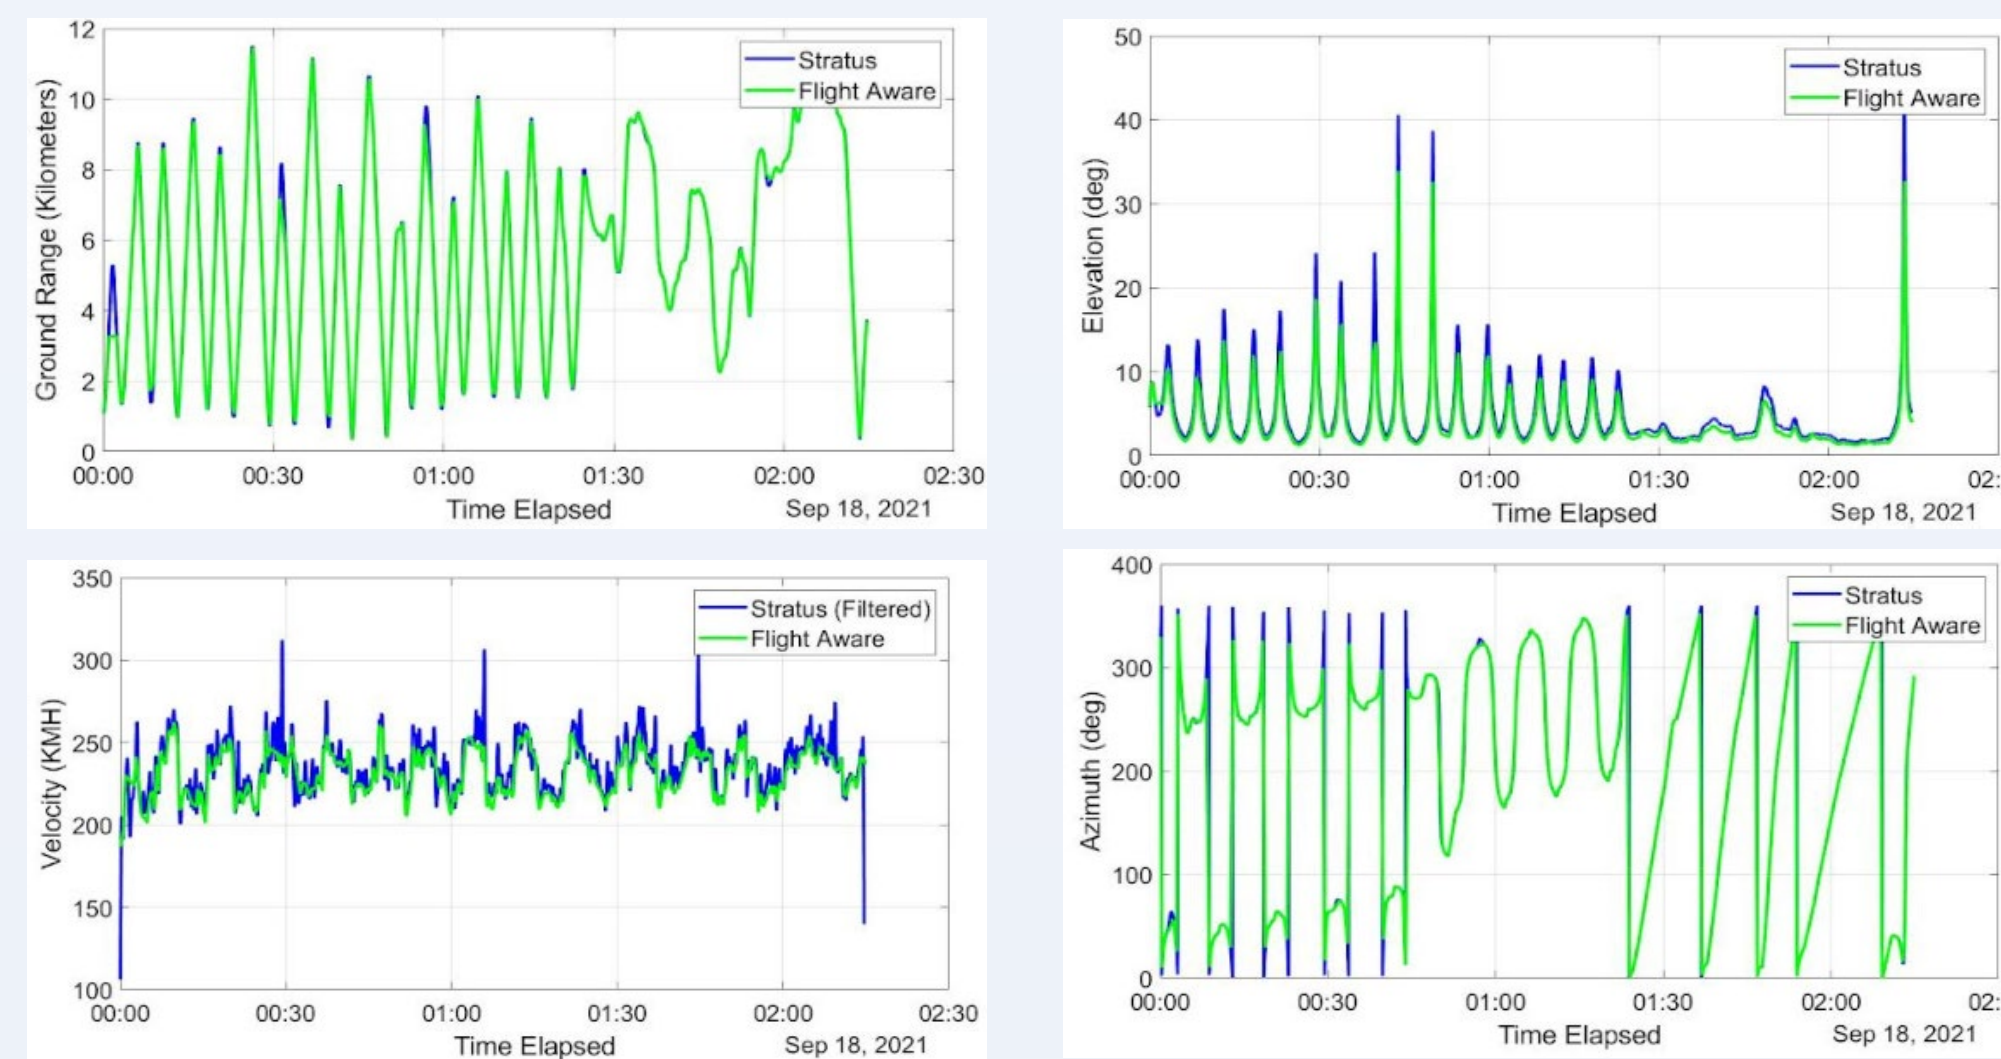 12
10
8
6
4
2
0
Ground Range (Kilometers)
Stratus
Flight Aware
00:00 00:30 01:00 01:30 02:00 02:30
Time Elapsed
Sep 18, 2021
50
40
30
20
10
0
Elevation (deg)
Stratus
Flight Aware
00:00 00:30 01:00 01:30 02:00 02:
Time Elapsed
Sep 18, 2021
350
300
250
200
150
100
Velocity (KMH)
Stratus (Filtered)
Flight Aware
00:00 00:30 01:00 01:30 02:00 02:30
Time Elapsed
Sep 18, 2021
400
300
200
100
0
Azimuth (deg)
Stratus
Flight Aware
00:00 00:30 01:00 01:30 02:00 02:
Time Elapsed
Sep 18, 2021